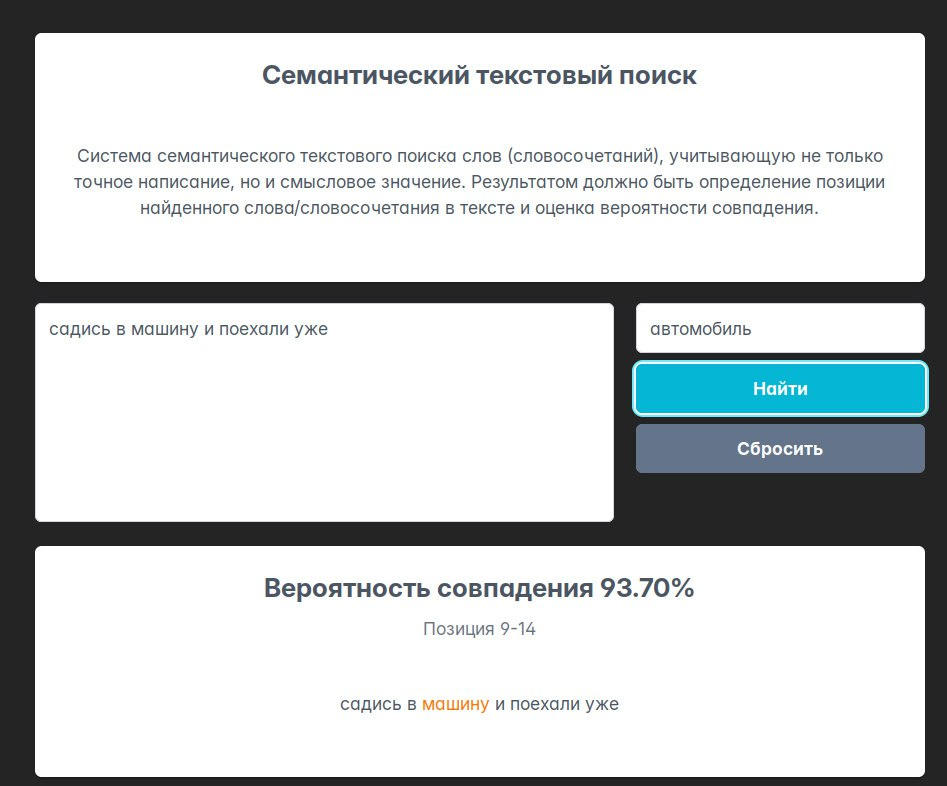 Семантический текстовый поиск
Система семантического текстового поиска слов (словосочетаний), учитывающую не только
точное написание, но и смысловое значение. Результатом должно быть определение позиции
найденного слова/словосочетания в тексте и оценка вероятности совпадения.
садись в машину и поехали уже
автомобиль
Найти
Сбросить
Вероятность совпадения 93.70%
Позиция 9-14
садись в машину и поехали уже